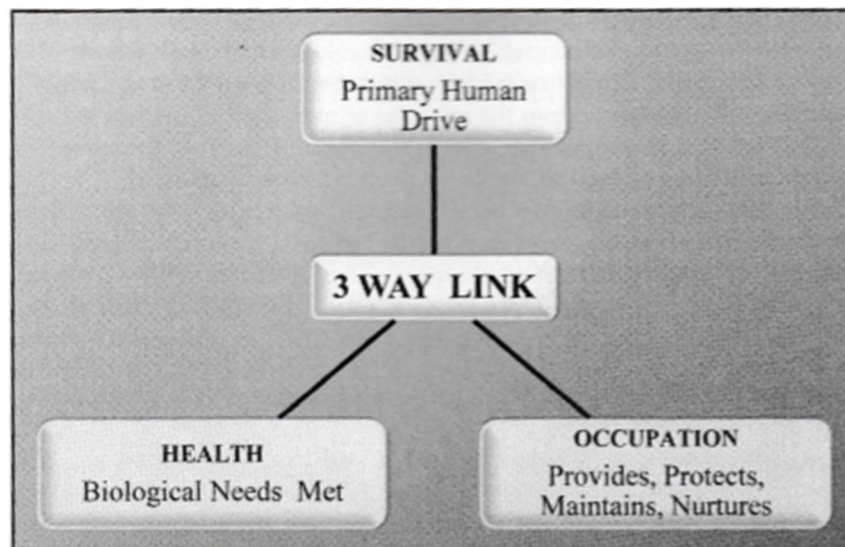 SURVIVAL
Primary Human
Drive
3 WAY LINK
HEALTH
Biological Needs Met
OCCUPATION
Provides, Protects,
Maintains, Nurtures